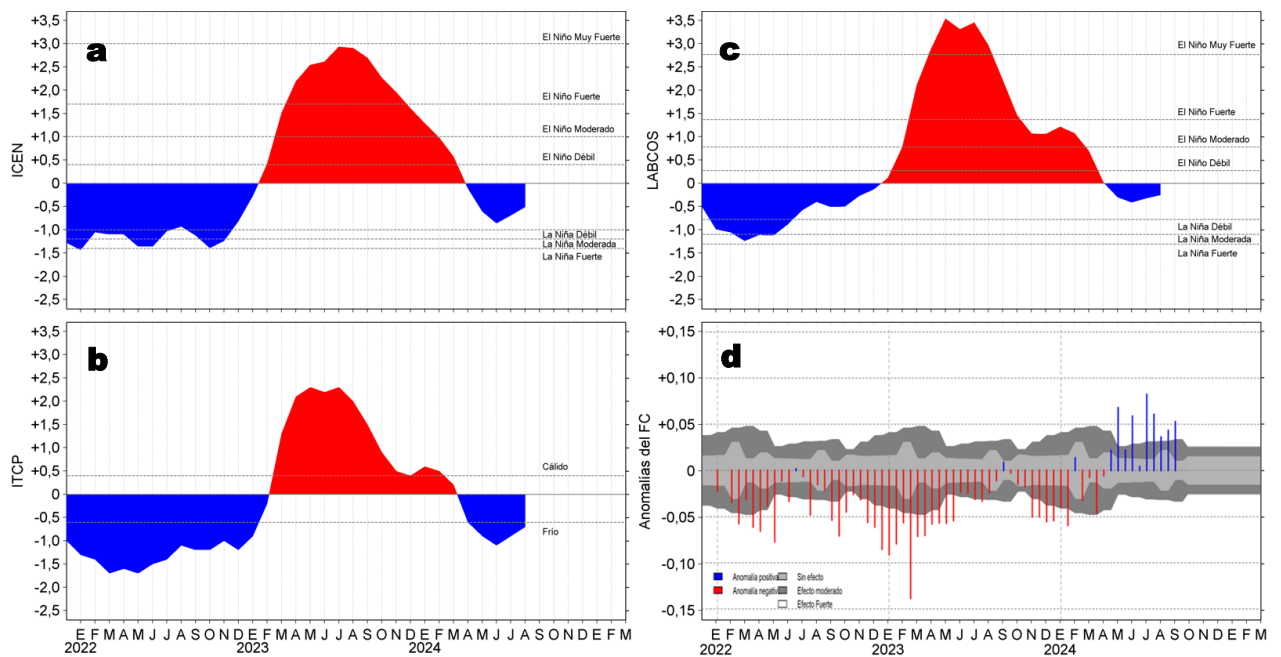 a
ICEN
+3,5
+3,0
+2,5
+2,0
+1,5
+1,0
+0,5
0
-0,5
-1,0
-1,5
-2,0
-2,5
El Niño Muy Fuerte
El Niño Fuerte
El Niño Moderado
El Niño Débil
La Niña Débil
La Niña Moderada
La Niña Fuerte
c
LABCOS
+3,5
+3,0
+2,5
+2,0
+1,5
+1,0
+0,5
0
-0,5
-1,0
-1,5
-2,0
-2,5
El Niño Muy Fuerte
El Niño Fuerte
El Niño Moderado
El Niño Débil
La Niña Débil
La Niña Moderada
La Niña Fuerte
b
ITCP
+3,5
+3,0
+2,5
+2,0
+1,5
+1,0
+0,5
0
-0,5
-1,0
-1,5
-2,0
-2,5
Cálido
Frío
E F M A M J J A S O N D E F M A M J J A S O N D E F M A M J J A S O N D E F M
2022 2023 2024
d
Anomalías del FC
+0,15
+0,10
+0,05
0
-0,05
-0,10
-0,15
Anomalía positiva Sin efecto
Anomalía negativa Efecto moderado
Efecto Fuerte
E F M A M J J A S O N D E F M A M J J A S O N D E F M A M J J A S O N D E F M
2022 2023 2024